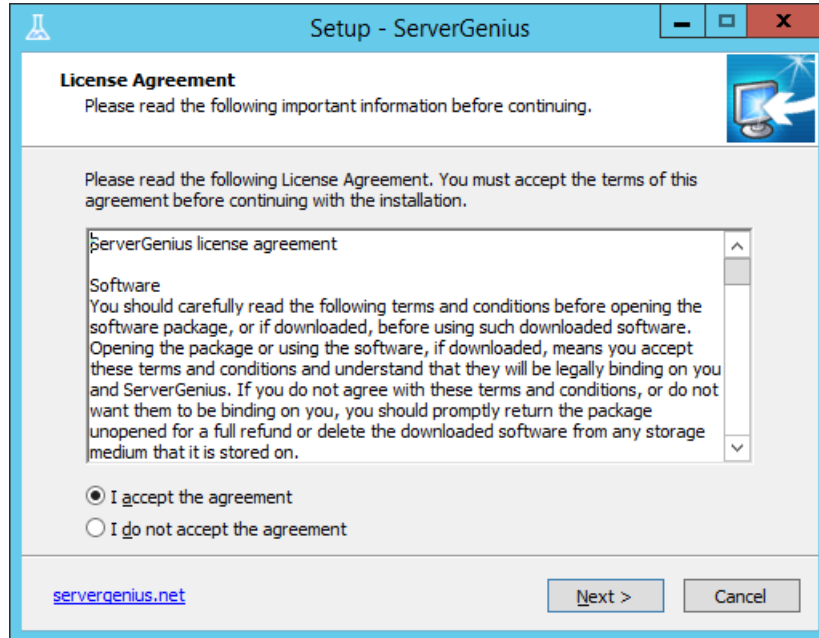 Setup - ServerGenius
License Agreement
Please read the following important information before continuing.
Please read the following License Agreement. You must accept the terms of this
agreement before continuing with the installation.
ServerGenius license agreement
Software
You should carefully read the following terms and conditions before opening the
software package, or if downloaded, before using such downloaded software.
Opening the package or using the software, if downloaded, means you accept
these terms and conditions and understand that they will be legally binding on you
and ServerGenius. If you do not agree with these terms and conditions, or do not
want them to be binding on you, you should promptly return the package
unopened for a full refund or delete the downloaded software from any storage
medium that it is stored on.
I accept the agreement
I do not accept the agreement
servergenius.net
Next >
Cancel